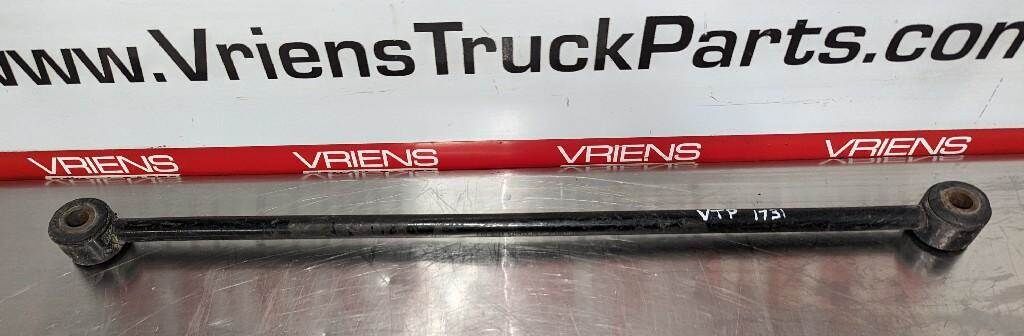 www.VriensTruckParts.com
VRIENS VRIENS VRIENS VRIENS
VTP 1731